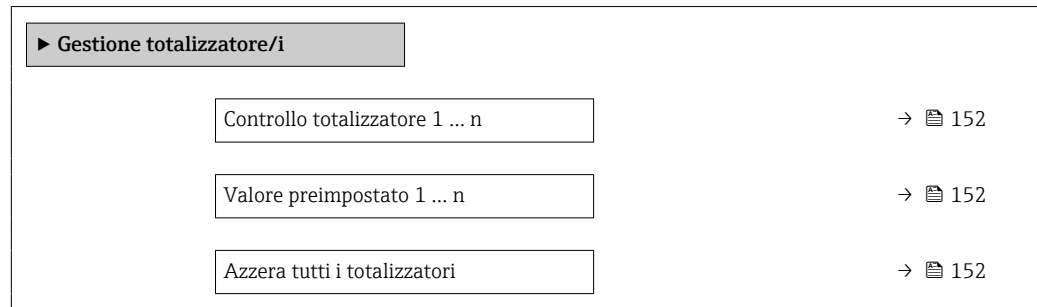 ▶ Gestione totalizzatore/i
Controllo totalizzatore 1 … n → 152
Valore preimpostato 1 … n → 152
Azzera tutti i totalizzatori → 152